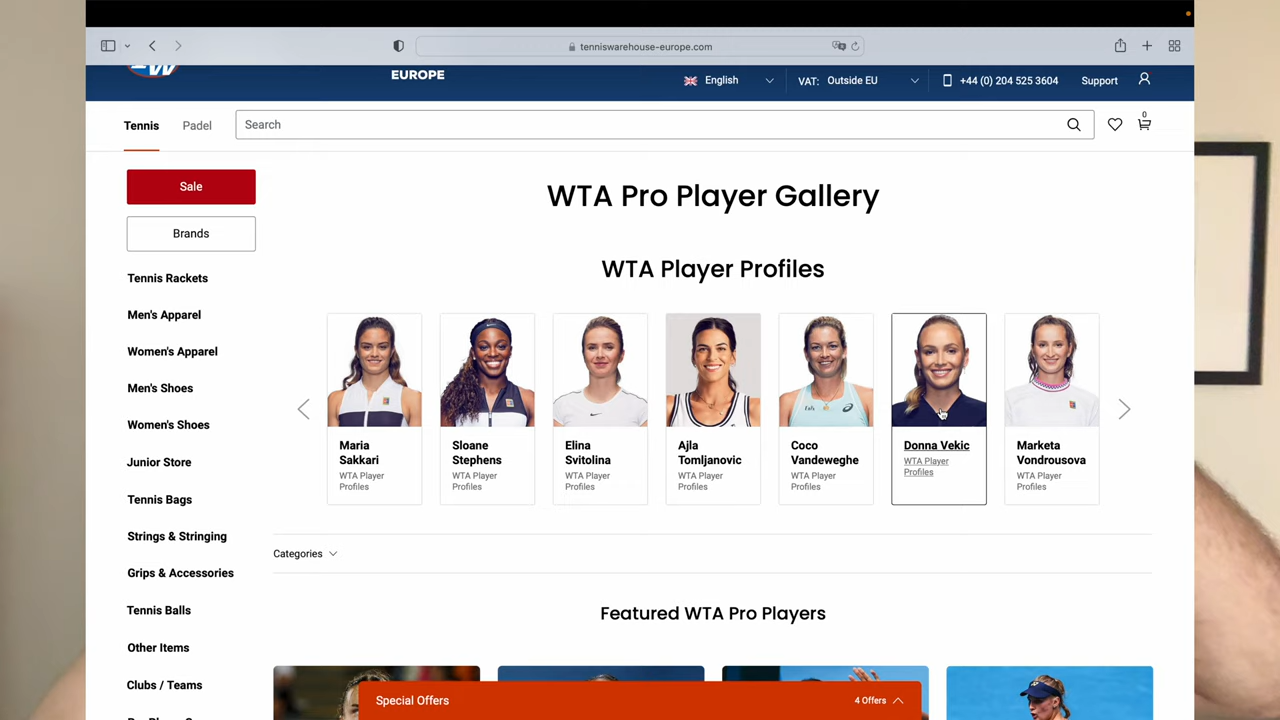 tenniswarehouse-europe.com
EUROPE
English
VAT: Outside EU
+44 (0) 204 525 3604
Support
Tennis
Padel
Search
0
Sale
Brands
Tennis Rackets
Men's Apparel
Women's Apparel
Men's Shoes
Women's Shoes
Junior Store
Tennis Bags
Strings & Stringing
Grips & Accessories
Tennis Balls
Other Items
Clubs / Teams
WTA Pro Player Gallery
WTA Player Profiles
Maria
Sakkari
WTA Player
Profiles
Sloane
Stephens
WTA Player
Profiles
Elina
Svitolina
WTA Player
Profiles
Ajla
Tomljanovic
WTA Player
Profiles
Coco
Vandeweghe
WTA Player
Profiles
Donna Vekic
WTA Player
Profiles
Marketa
Vondrousova
WTA Player
Profiles
Categories
Featured WTA Pro Players
Special Offers
4 Offers